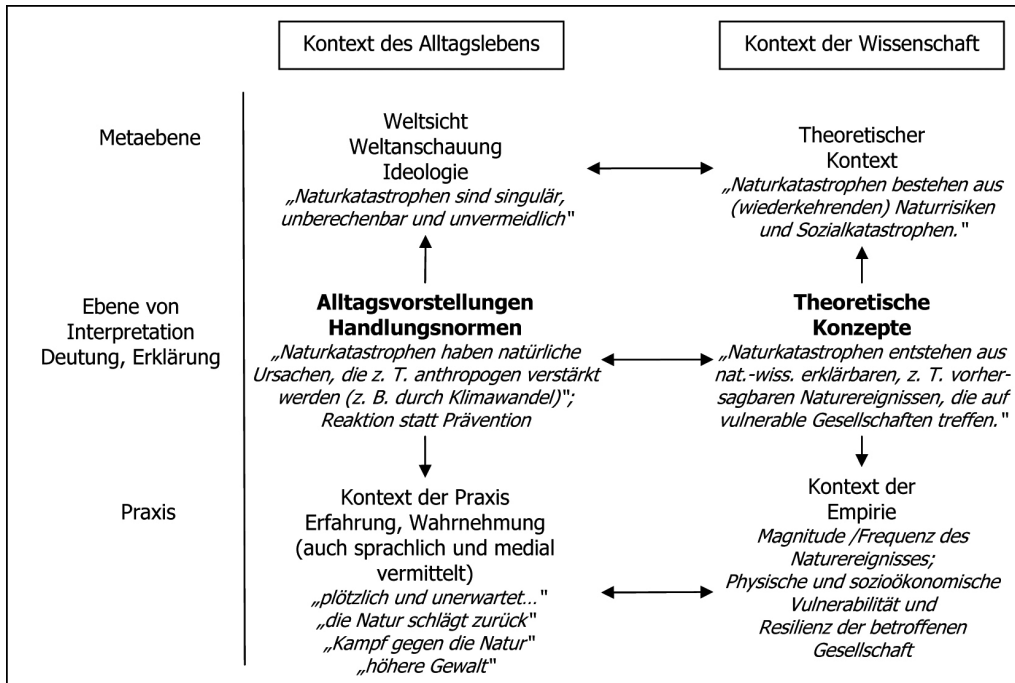 Kontext des Alltagslebens
Kontext der Wissenschaft
Metaebene
Weltsicht
Weltanschauung
Ideologie
„Naturkatastrophen sind singulär,
unberechenbar und unvermeidlich"
Theoretischer
Kontext
„Naturkatastrophen bestehen aus
(wiederkehrenden) Naturrisiken
und Sozialkatastrophen."
Ebene von
Interpretation
Deutung, Erklärung
Alltagsvorstellungen
Handlungsnormen
„Naturkatastrophen haben natürliche
Ursachen, die z. T. anthropogen verstärkt
werden (z. B. durch Klimawandel)";
Reaktion statt Prävention
Theoretische
Konzepte
„Naturkatastrophen entstehen aus
nat.-wiss. erklärbaren, z. T. vorher-
sagbaren Naturereignissen, die auf
vulnerable Gesellschaften treffen."
Praxis
Kontext der Praxis
Erfahrung, Wahrnehmung
(auch sprachlich und medial
vermittelt)
„plötzlich und unerwartet..."
„die Natur schlägt zurück"
„Kampf gegen die Natur"
„höhere Gewalt"
Kontext der
Empirie
Magnitude /Frequenz des
Naturereignisses;
Physische und sozioökonomische
Vulnerabilität und
Resilienz der betroffenen
Gesellschaft